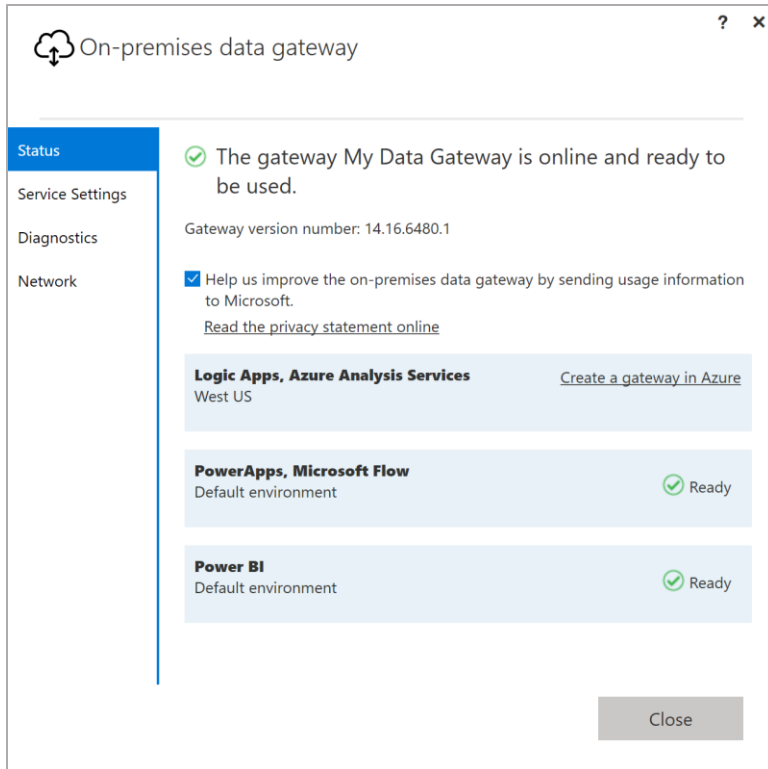 ? ×
On-premises data gateway
Status
Service Settings
Diagnostics
Network
The gateway My Data Gateway is online and ready to
be used.
Gateway version number: 14.16.6480.1
Help us improve the on-premises data gateway by sending usage information
to Microsoft.
Read the privacy statement online
Logic Apps, Azure Analysis Services
Create a gateway in Azure
West US
PowerApps, Microsoft Flow
Default environment
Ready
Power BI
Default environment
Ready
Close